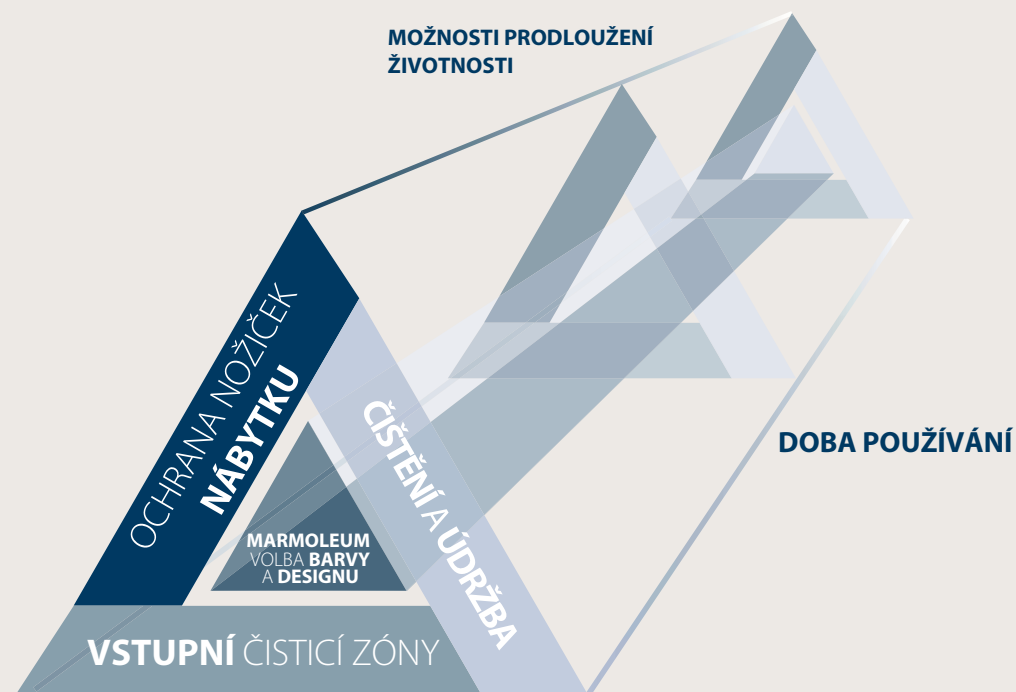 MOŽNOSTI PRODLOUŽENÍ
ŽIVOTNOSTI
OCHRANA NOŽIČEK
NÁBYTKU
ČIŠTĚNÍ A ÚDRŽBA
DOBA POUŽÍVÁNÍ
MARMOLEUM
VOLBA BARVY
A DESIGNU
VSTUPNÍ ČISTICÍ ZÓNY